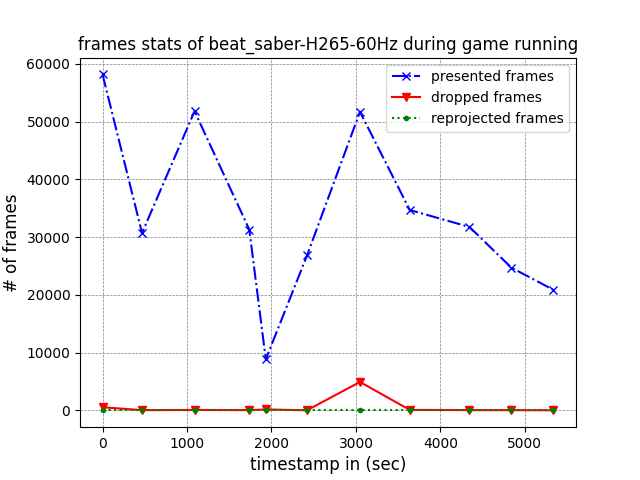 frames stats of beat_saber-H265-60Hz during game running
presented frames
dropped frames
reprojected frames
# of frames
60000
50000
40000
30000
20000
10000
0
0 1000 2000 3000 4000 5000
timestamp in (sec)